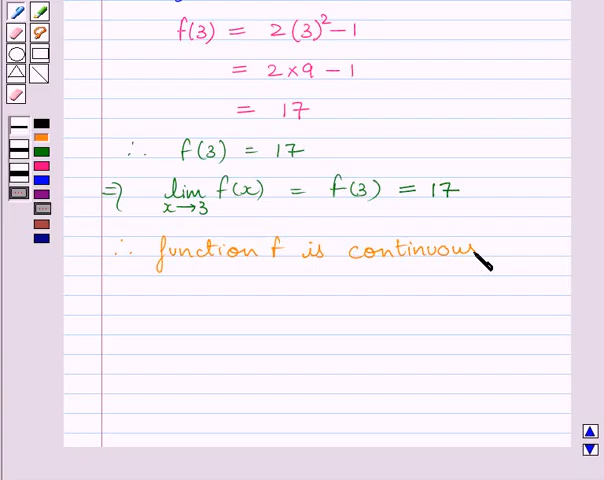 f(3) = 2(3)² − 1
= 2×9 − 1
= 17
∴ f(3) = 17
⇒ lim x→3 f(x) = f(3) = 17
∴ function f is continuous